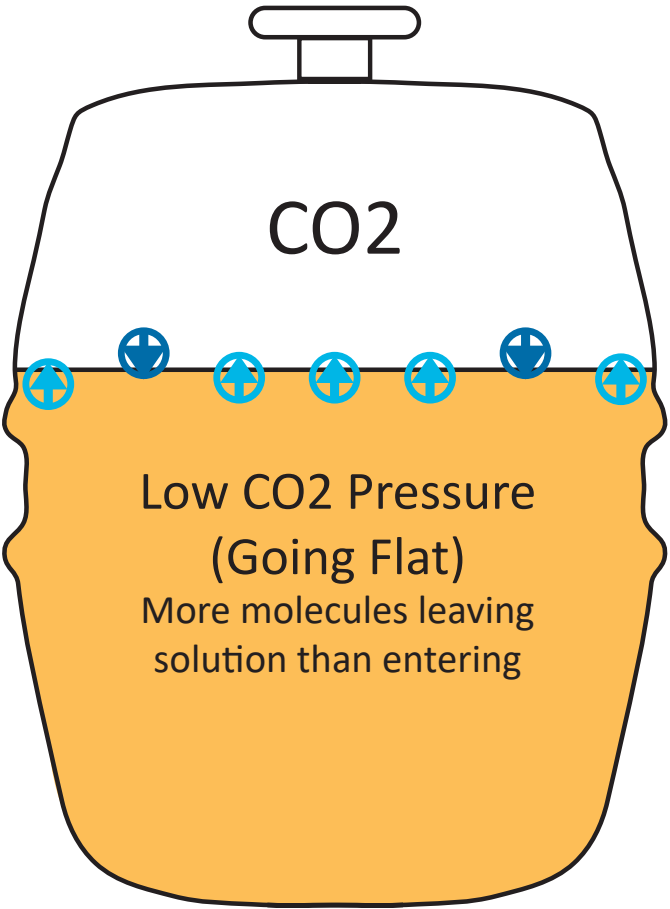 CO2
Low CO2 Pressure
(Going Flat)
More molecules leaving
solution than entering